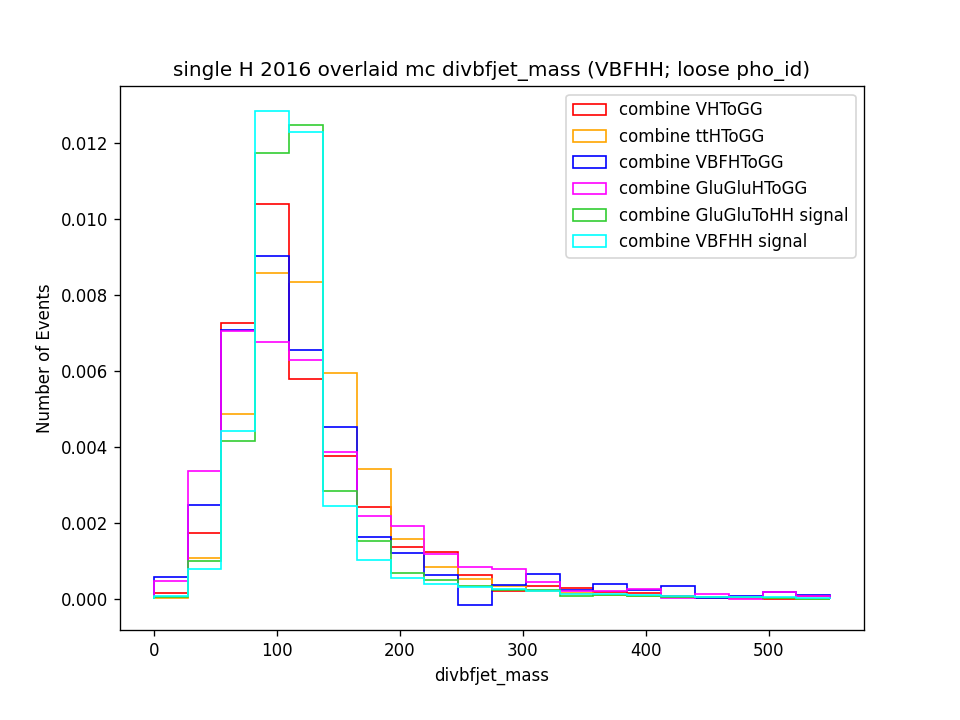 single H 2016 overlaid mc divbfjet_mass (VBFHH; loose pho_id)
combine VHToGG
combine ttHToGG
combine VBFHToGG
combine GluGluHToGG
combine GluGluToHH signal
combine VBFHH signal
Number of Events
0.012
0.010
0.008
0.006
0.004
0.002
0.000
0 100 200 300 400 500
divbfjet_mass